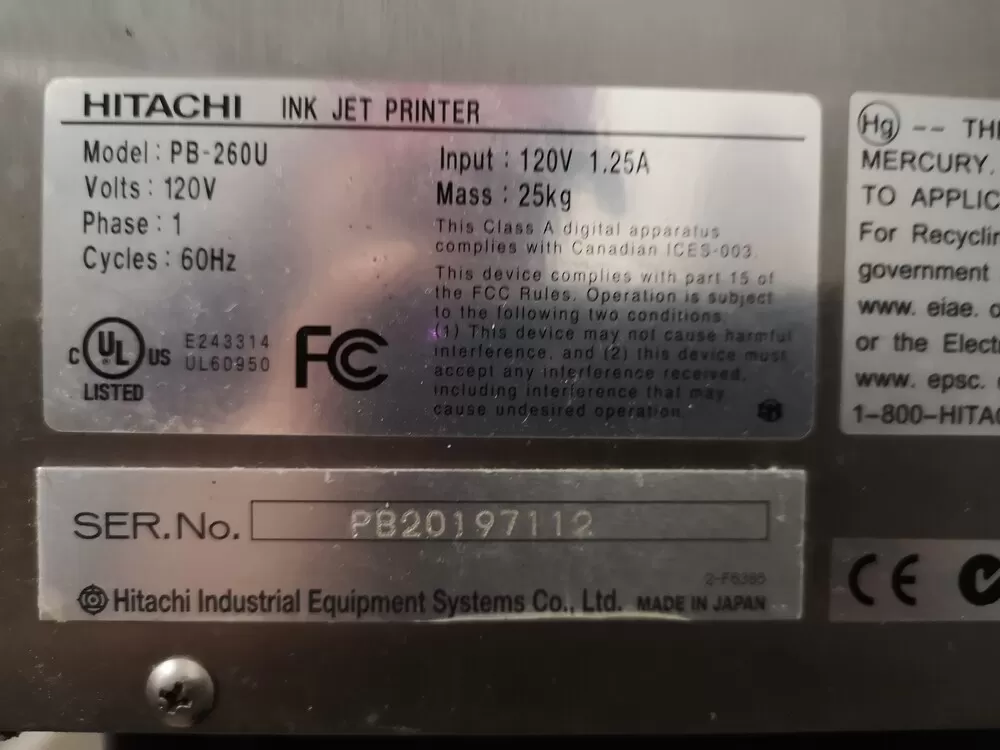 HITACHI INK JET PRINTER
Model : PB-260U
Volts : 120V
Phase : 1
Cycles : 60Hz
Input : 120V 1.25A
Mass : 25kg
This Class A digital apparatus
complies with Canadian ICES-003.
This device complies with part 15 of
the FCC Rules. Operation is subject
to the following two conditions:
(1) This device may not cause harmful
interference, and (2) this device must
accept any interference received,
including interference that may
cause undesired operation.
C UL US
LISTED
E243314
UL60950
FC
Hg -- TH
MERCURY.
TO APPLIC
For Recyclin
government
www. eiae. o
or the Electr
www. epsc.
1-800-HITAC
SER.No. PB20197112
2-F6385
Hitachi Industrial Equipment Systems Co., Ltd. MADE IN JAPAN
CE